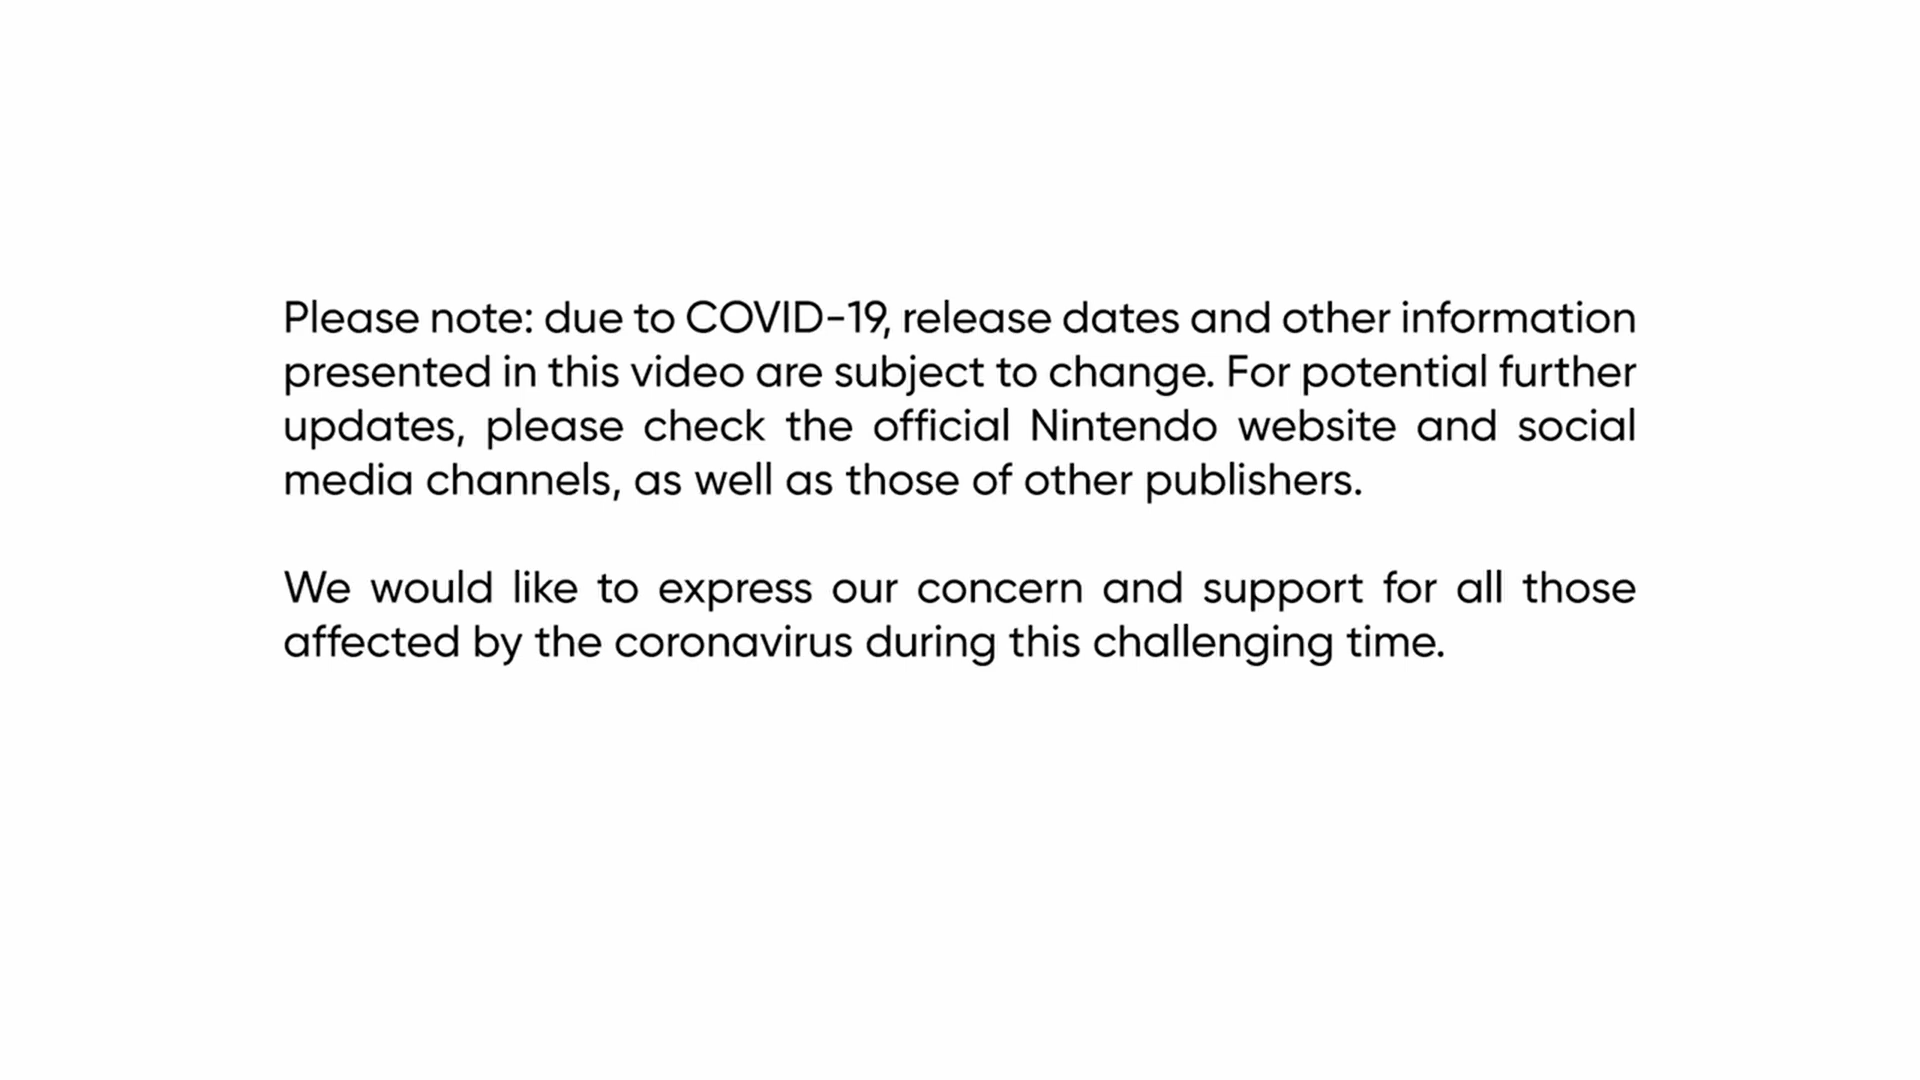 Please note: due to COVID-19, release dates and other information
presented in this video are subject to change. For potential further
updates, please check the official Nintendo website and social
media channels, as well as those of other publishers.
We would like to express our concern and support for all those
affected by the coronavirus during this challenging time.